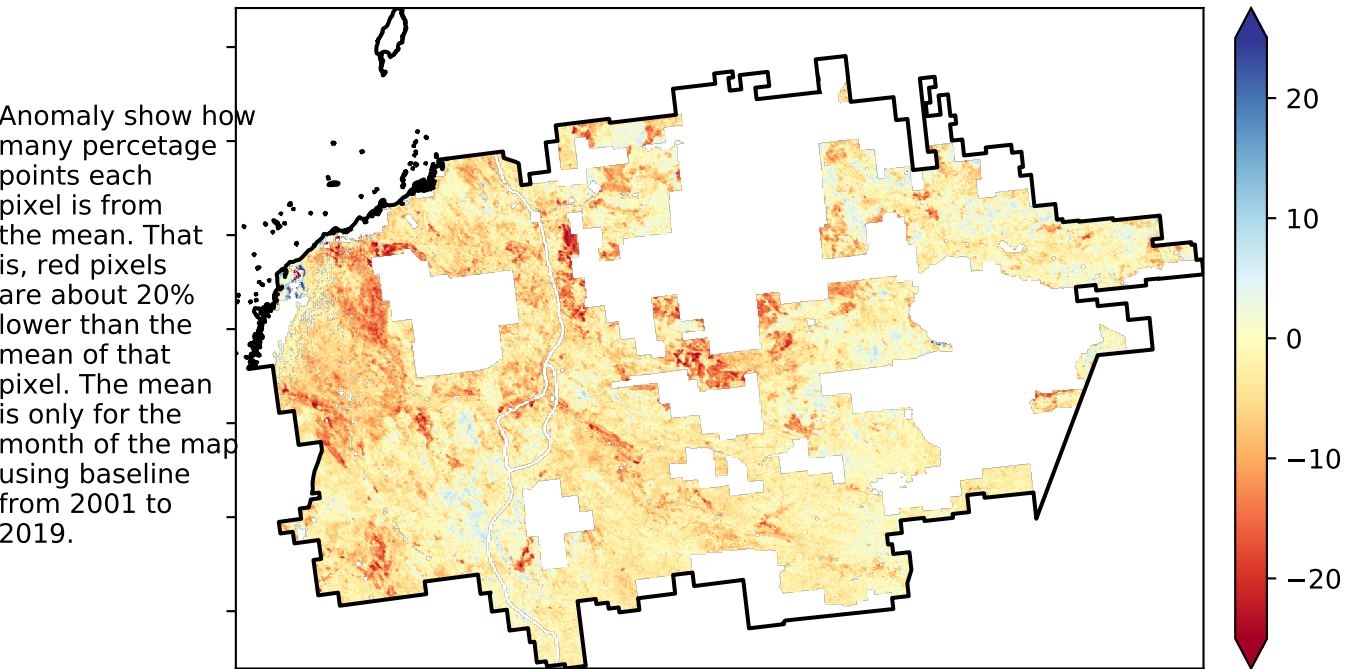 Anomaly show how
many percetage
points each
pixel is from
the mean. That
is, red pixels
are about 20%
lower than the
mean of that
pixel. The mean
is only for the
month of the map
using baseline
from 2001 to
2019.
20
10
0
−10
−20